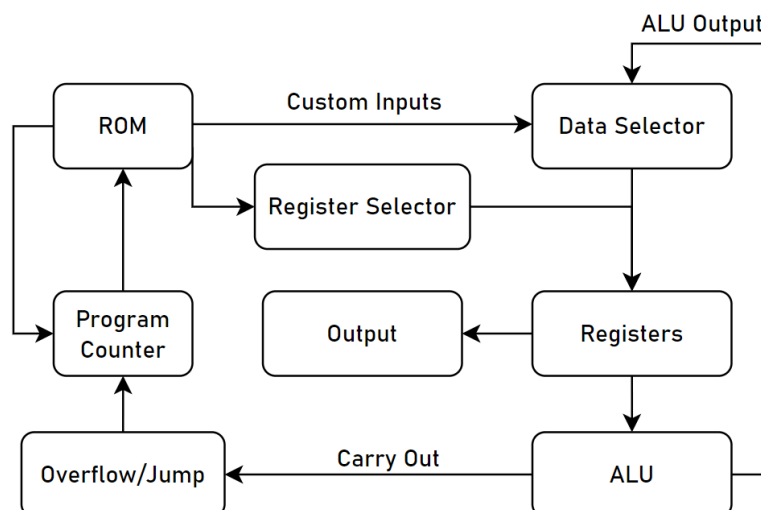 ALU Output
ROM
Custom Inputs
Data Selector
Register Selector
Program
Counter
Output
Registers
Overflow/Jump
Carry Out
ALU